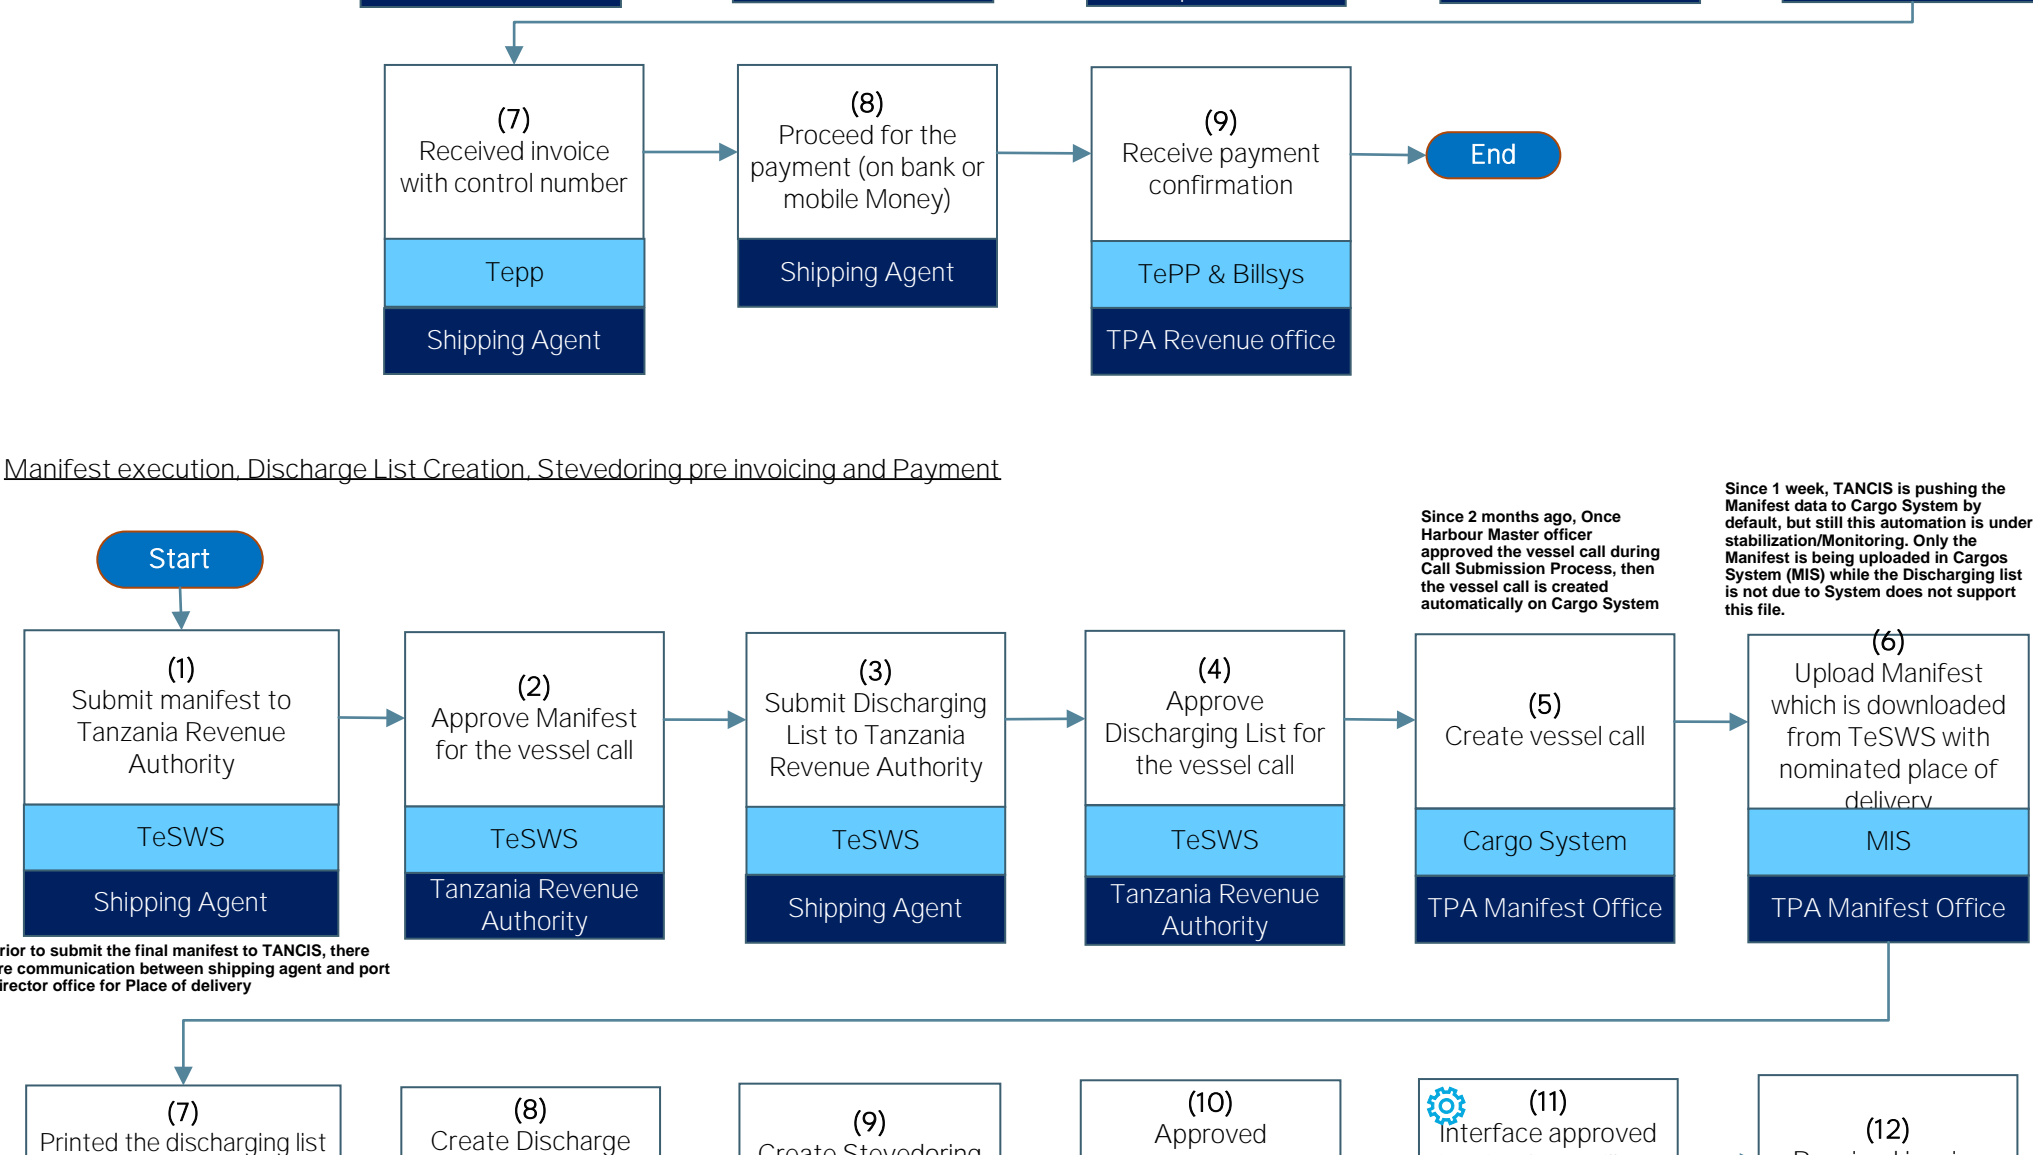 (7)
Received invoice
with control number
Tepp
Shipping Agent
(8)
Proceed for the
payment (on bank or
mobile Money)
Shipping Agent
(9)
Receive payment
confirmation
TePP & Billsys
TPA Revenue office
End
Manifest execution, Discharge List Creation, Stevedoring pre invoicing and Payment
Since 2 months ago, Once
Harbour Master officer
approved the vessel call during
Call Submission Process, then
the vessel call is created
automatically on Cargo System
Since 1 week, TANCIS is pushing the
Manifest data to Cargo System by
default, but still this automation is under
stabilization/Monitoring. Only the
Manifest is being uploaded in Cargos
System (MIS) while the Discharging list
is not due to System does not support
this file.
Start
(1)
Submit manifest to
Tanzania Revenue
Authority
TeSWS
Shipping Agent
(2)
Approve Manifest
for the vessel call
TeSWS
Tanzania Revenue
Authority
(3)
Submit Discharging
List to Tanzania
Revenue Authority
TeSWS
Shipping Agent
(4)
Approve
Discharging List for
the vessel call
TeSWS
Tanzania Revenue
Authority
(5)
Create vessel call
Cargo System
TPA Manifest Office
(6)
Upload Manifest
which is downloaded
from TeSWS with
nominated place of
delivery
MIS
TPA Manifest Office
rior to submit the final manifest to TANCIS, there
re communication between shipping agent and port
irector office for Place of delivery
(7)
Printed the discharging list
(8)
Create Discharge
(9)
Create Stevedoring
(10)
Approved
(11)
Interface approved
(12)